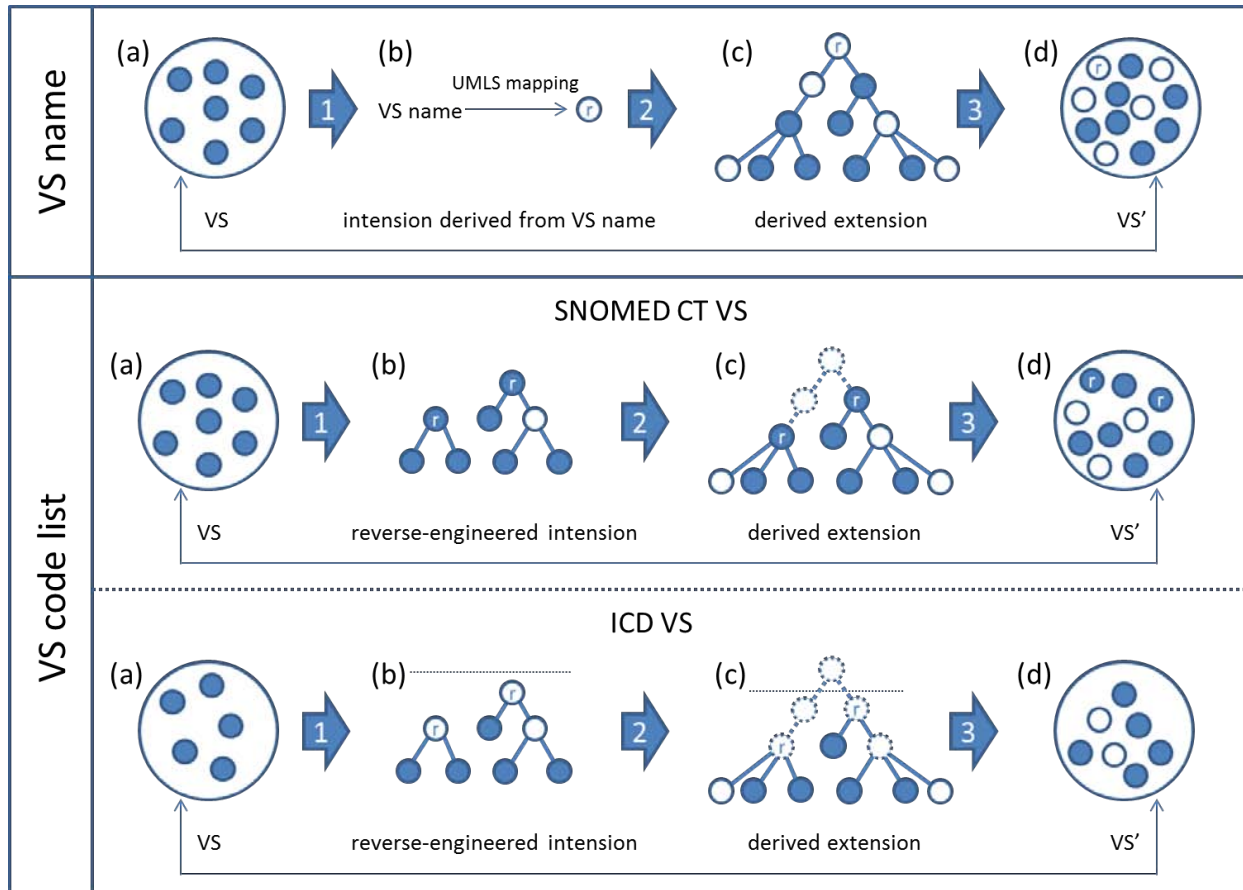 VS name
(a)
(b)
(c)
(d)
1
VS name
UMLS mapping
r
2
r
3
r
VS
intension derived from VS name
derived extension
VS’
VS code list
SNOMED CT VS
(a)
(b)
(c)
(d)
1
r
r
2
r
r
3
r
r
VS
reverse-engineered intension
derived extension
VS’
ICD VS
(a)
(b)
(c)
(d)
1
r
r
2
r
r
3
VS
reverse-engineered intension
derived extension
VS’